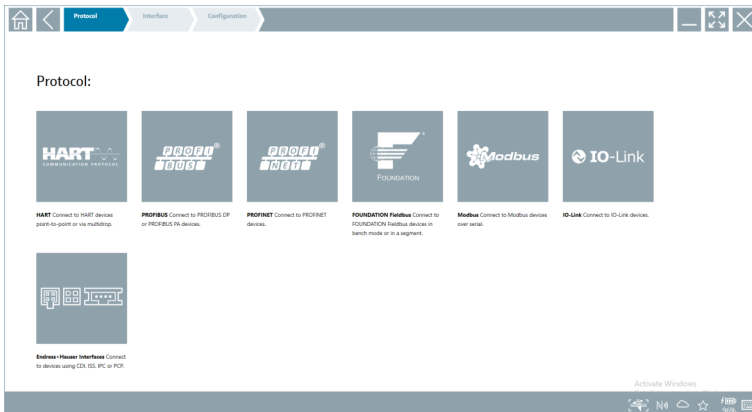 Protocol
Interface
Configuration
Protocol:
HART
COMMUNICATION PROTOCOL
PROFI®
BUS
PROFI®
NET
FOUNDATION
Modbus
IO-Link
HART Connect to HART devices
point-to-point or via multidrop.
PROFIBUS Connect to PROFIBUS DP
or PROFIBUS PA devices.
PROFINET Connect to PROFINET
devices.
FOUNDATION Fieldbus Connect to
FOUNDATION Fieldbus devices in
bench mode or in a segment.
Modbus Connect to Modbus devices
over serial.
IO-Link Connect to IO-Link devices.
Endress+Hauser Interfaces Connect
to devices using CDI, ISS, IPC or PCP.
Activate Windows